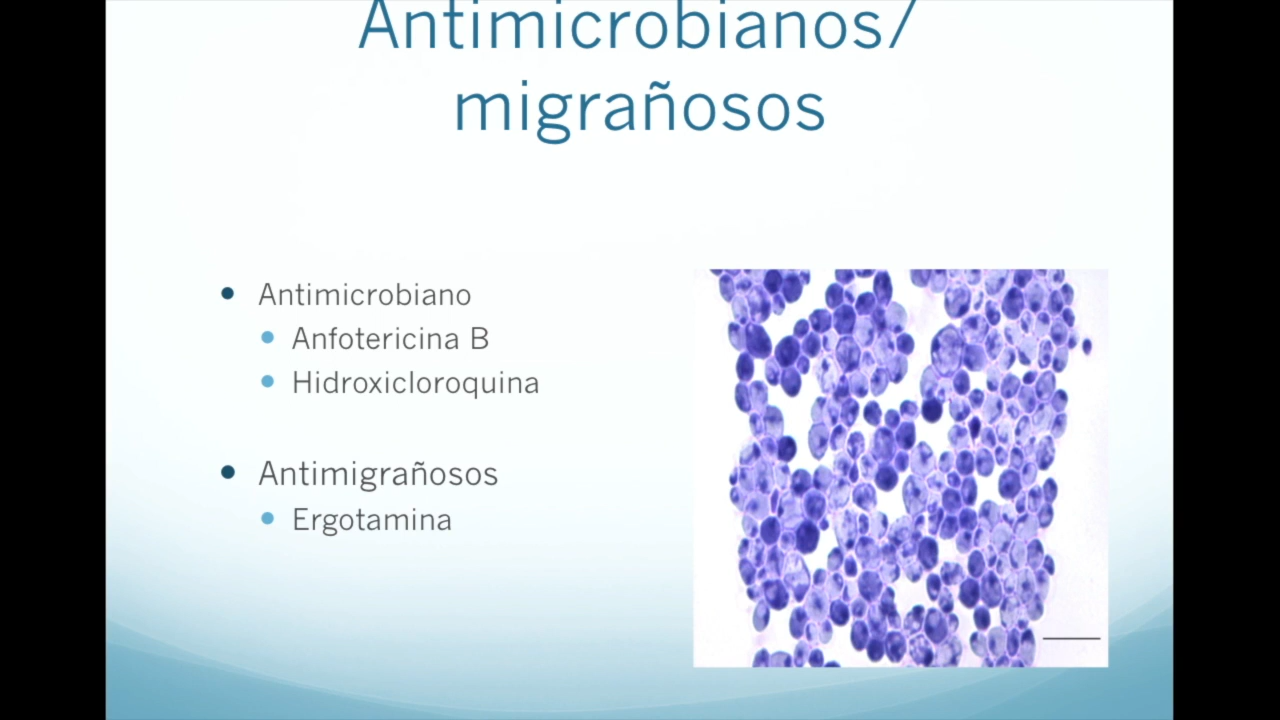 Antimicrobianos/
migrañosos
Antimicrobiano
Anfotericina B
Hidroxicloroquina
Antimigrañosos
Ergotamina